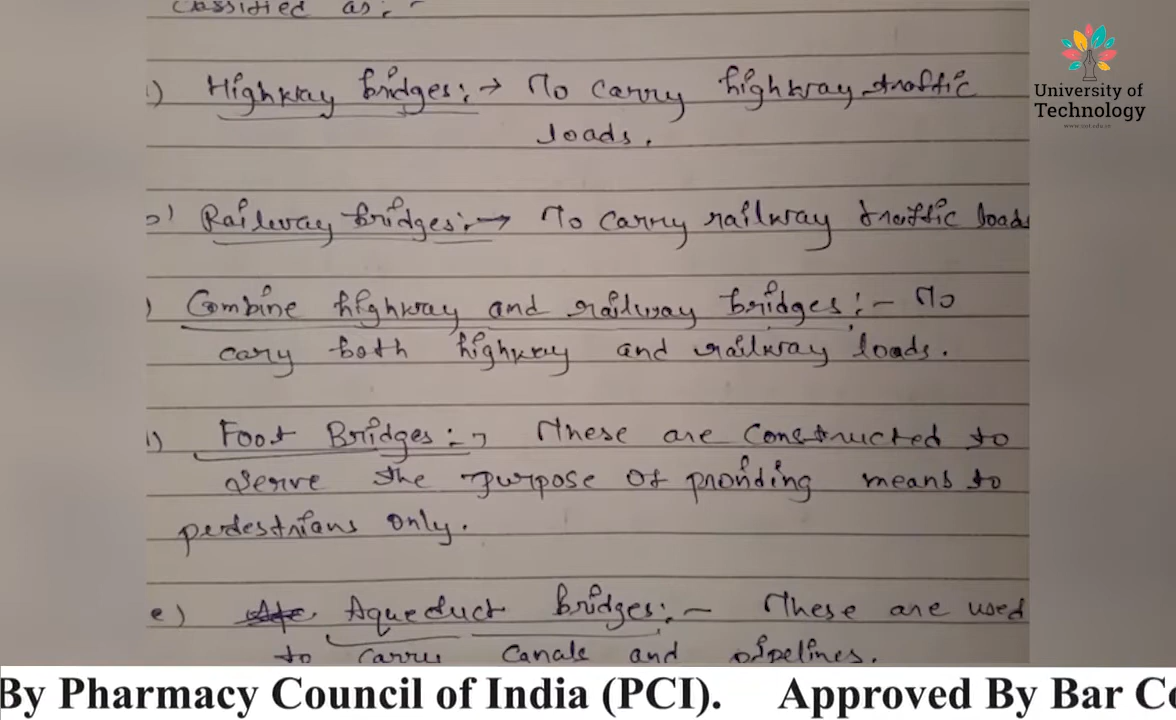 classified as: -
) Highway bridges:→ To carry highway traffic
loads.
b) Railway bridges:→ To carry railway traffic loads
) Combine highway and railway bridges:- To
cary both highway and railway loads.
) Foot Bridges:→ These are constructed to
serve the purpose of providing means to
pedestrians only.
e) Aqueduct bridges:- These are used
to carry canals and pipelines.
University of
Technology
By Pharmacy Council of India (PCI). Approved By Bar Co